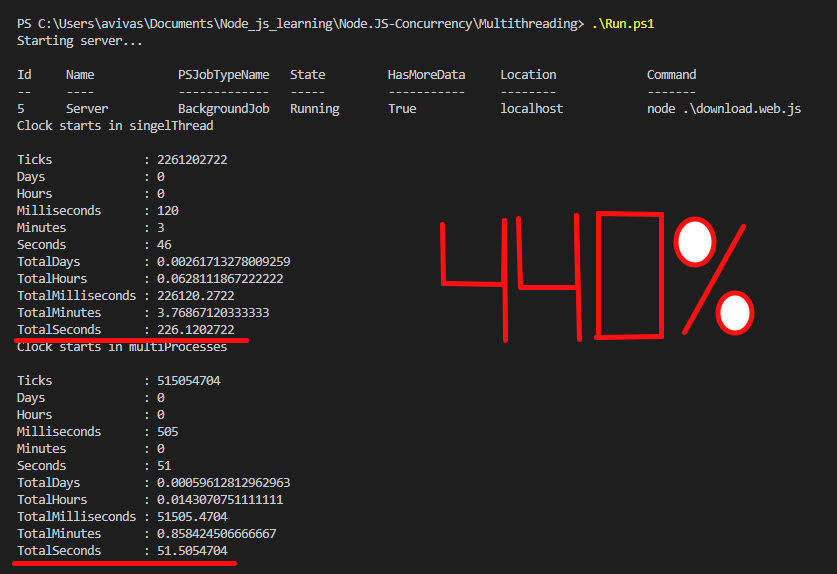 PS C:\Users\avivas\Documents\Node_js_learning\Node.JS-Concurrency\Multithreading> .\Run.ps1
Starting server...
Id Name PSJobTypeName State HasMoreData Location Command
-- ---- ------------- ----- ----------- -------- -------
5 Server BackgroundJob Running True localhost node .\download.web.js
Clock starts in singelThread
Ticks : 2261202722
Days : 0
Hours : 0
Milliseconds : 120
Minutes : 3
Seconds : 46
TotalDays : 0.00261713278009259
TotalHours : 0.0628111867222222
TotalMilliseconds : 226120.2722
TotalMinutes : 3.76867120333333
TotalSeconds : 226.1202722
440%
Clock starts in multiProcesses
Ticks : 515054704
Days : 0
Hours : 0
Milliseconds : 505
Minutes : 0
Seconds : 51
TotalDays : 0.00059612812962963
TotalHours : 0.0143070751111111
TotalMilliseconds : 51505.4704
TotalMinutes : 0.858424506666667
TotalSeconds : 51.5054704